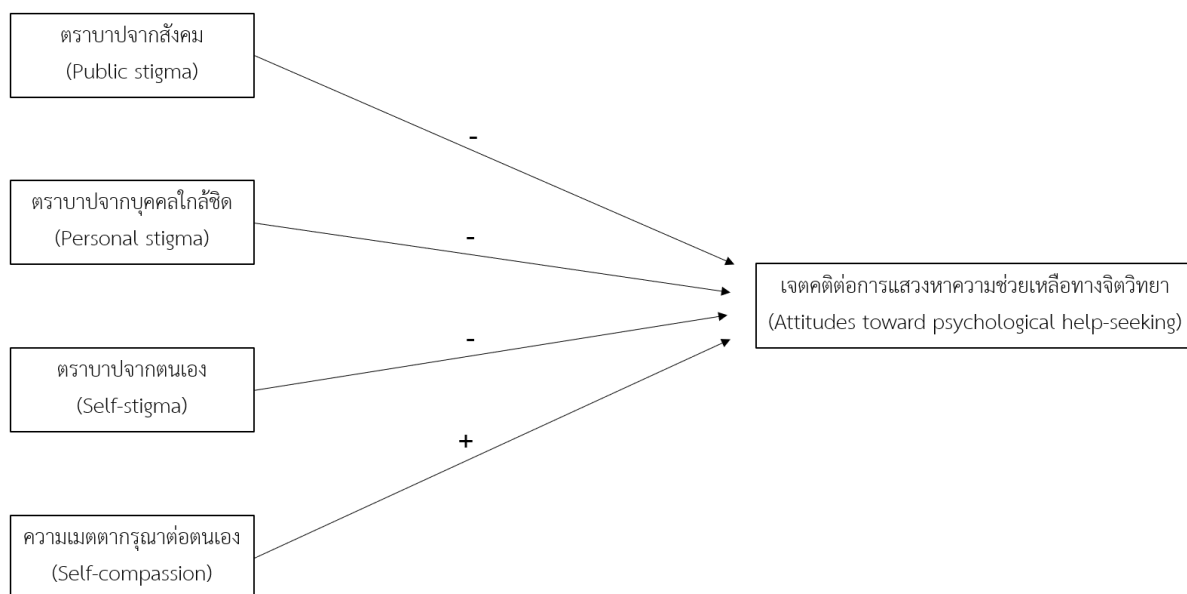 ตราบาปจากสังคม
(Public stigma)
-
ตราบาปจากบุคคลใกล้ชิด
(Personal stigma)
-
เจตคติต่อการแสวงหาความช่วยเหลือทางจิตวิทยา
(Attitudes toward psychological help-seeking)
-
ตราบาปจากตนเอง
(Self-stigma)
+
ความเมตตากรุณาต่อตนเอง
(Self-compassion)